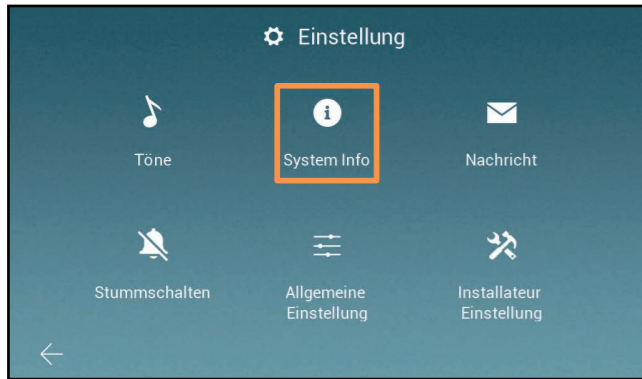 Einstellung
Töne
System Info
Nachricht
Stummschalten
Allgemeine
Einstellung
Installateur
Einstellung